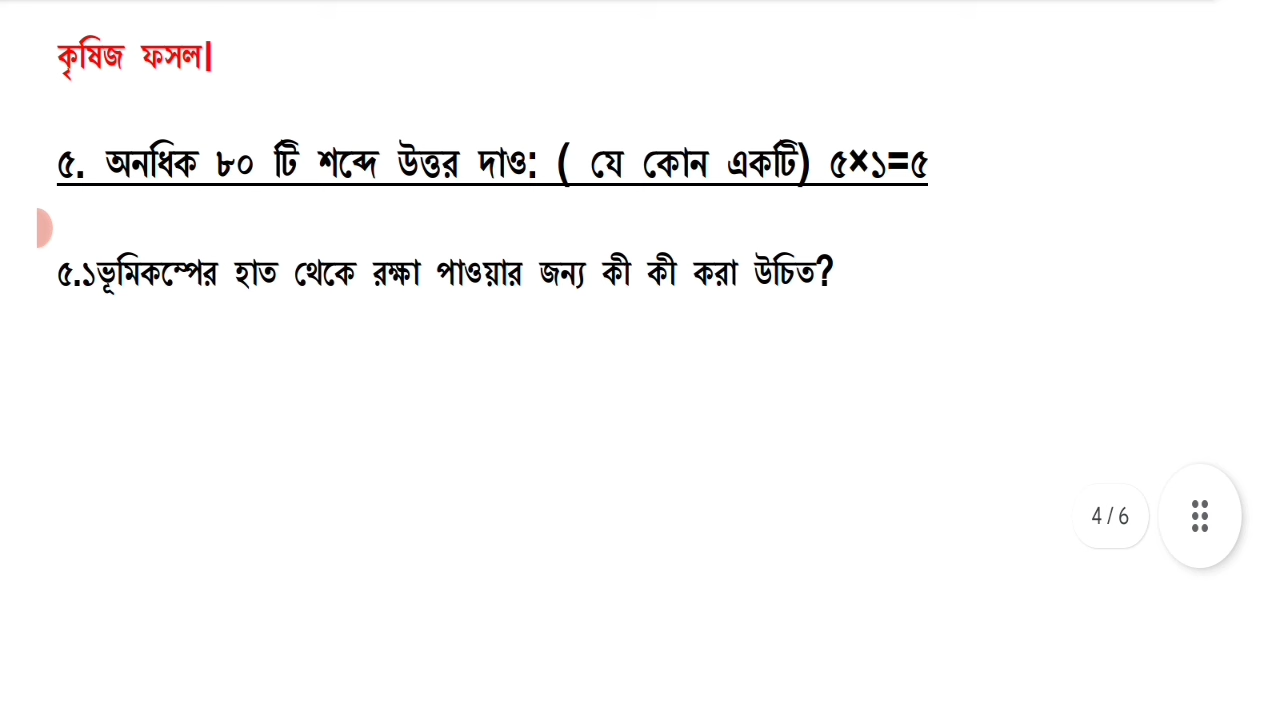 কৃষিজ ফসল।
৫. অনধিক ৮০ টি শব্দে উত্তর দাও: ( যে কোন একটি) ৫×১=৫
৫.১ভূমিকম্পের হাত থেকে রক্ষা পাওয়ার জন্য কী কী করা উচিত?
4 / 6